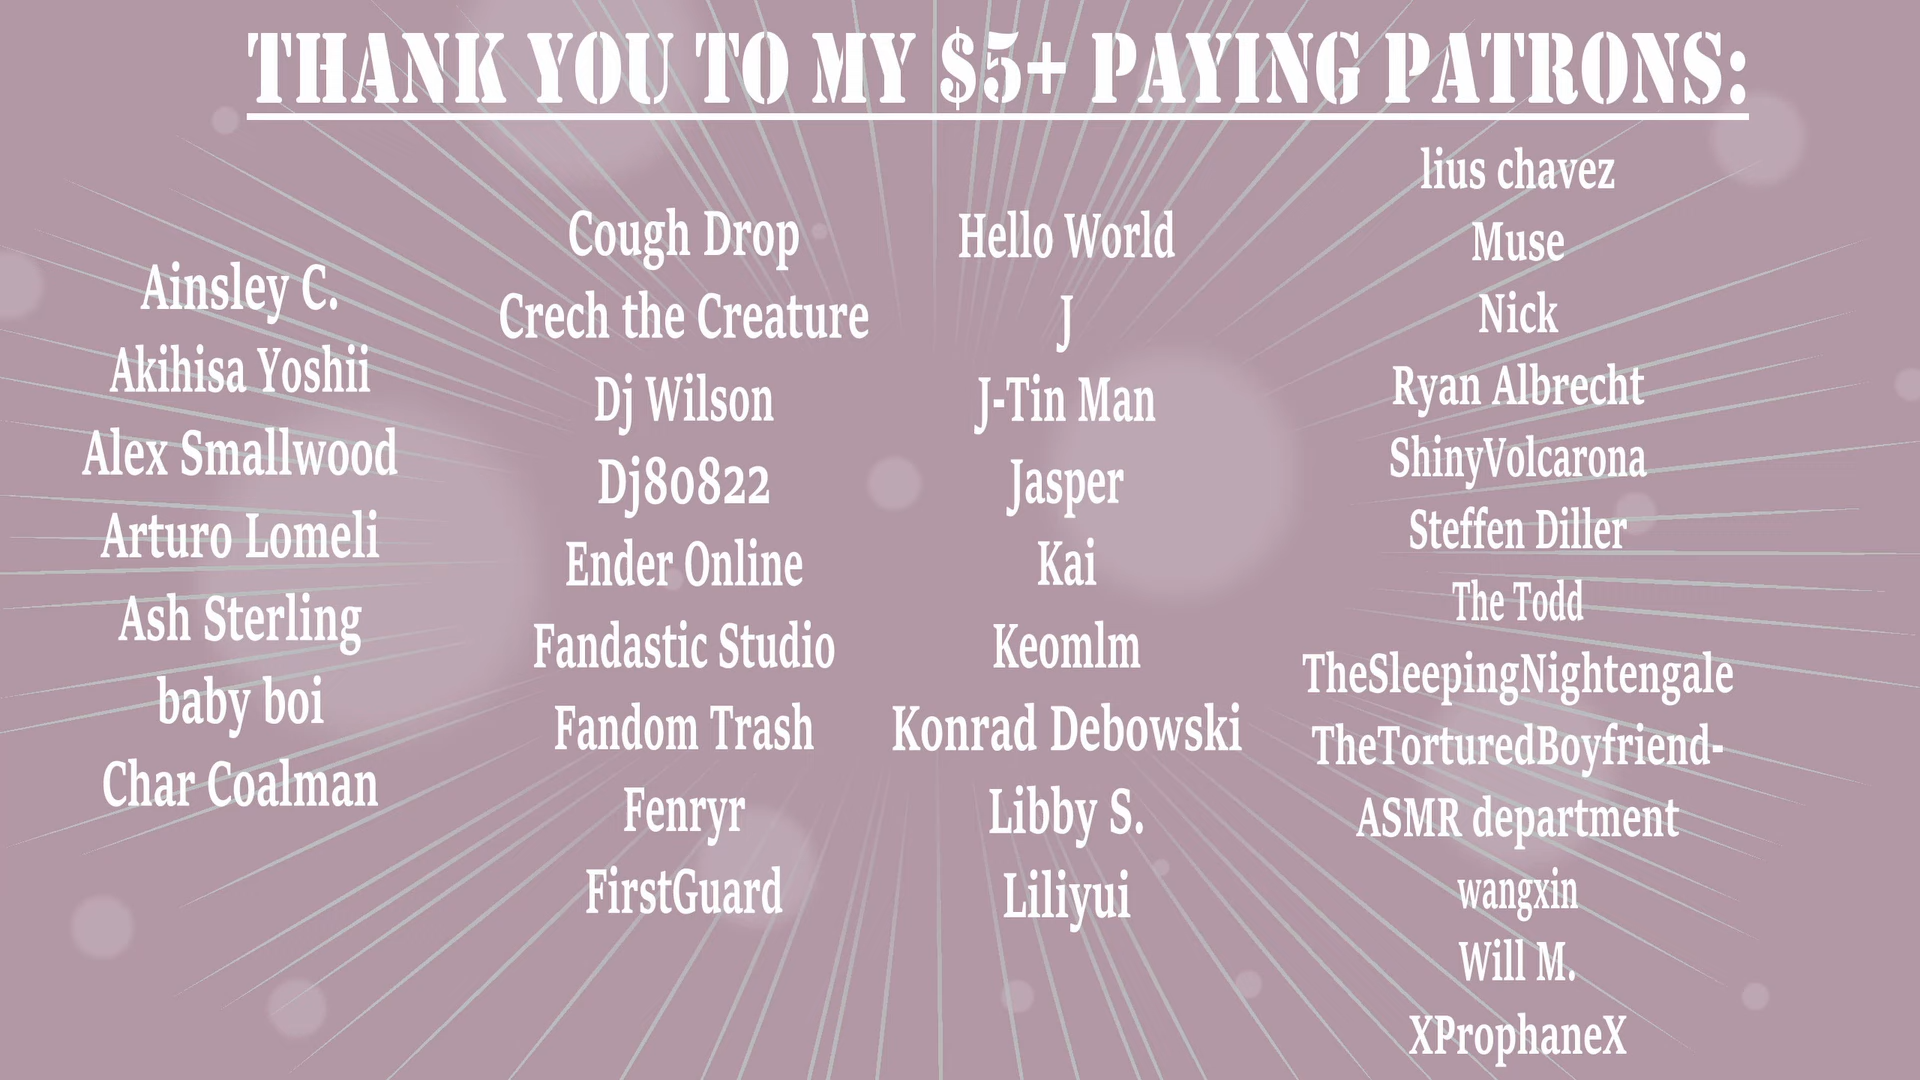 THANK YOU TO MY $5+ PAYING PATRONS:
Ainsley C.
Akihisa Yoshii
Alex Smallwood
Arturo Lomeli
Ash Sterling
baby boi
Char Coalman
Cough Drop
Crech the Creature
Dj Wilson
Dj80822
Ender Online
Fandastic Studio
Fandom Trash
Fenryr
FirstGuard
Hello World
J
J-Tin Man
Jasper
Kai
Keomlm
Konrad Debowski
Libby S.
Liliyui
lius chavez
Muse
Nick
Ryan Albrecht
ShinyVolcarona
Steffen Diller
The Todd
TheSleepingNightengale
TheTorturedBoyfriend-
ASMR department
wangxin
Will M.
XProphaneX